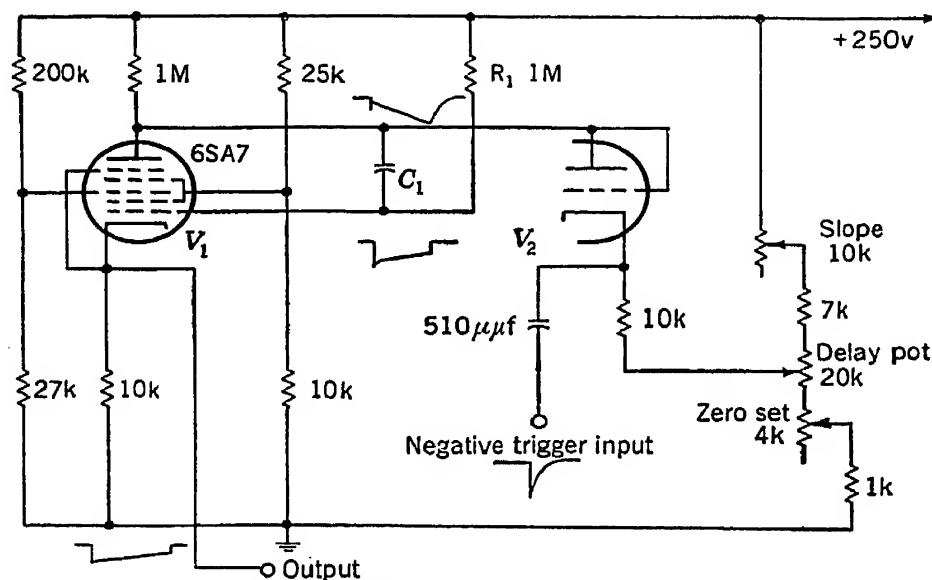 +250v
200k
1M
25k
R₁ 1M
6SA7
C₁
V₁
V₂
Slope
10k
7k
510μμf
10k
Delay pot
20k
27k
10k
10k
Zero set
4k
Negative trigger input
1k
Output